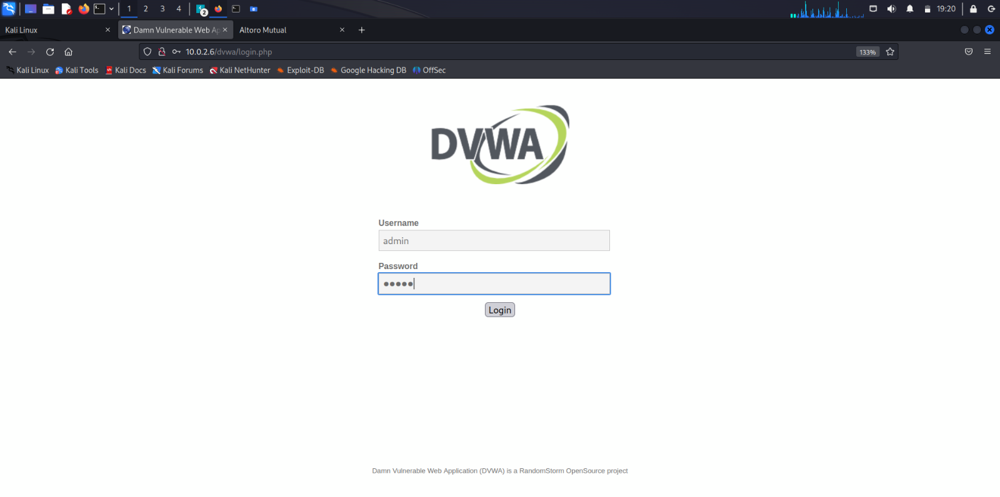 1 2 3 4 2 19:20
Kali Linux Damn Vulnerable Web Ap Altoro Mutual
10.0.2.6/dvwa/login.php 133%
Kali Linux Kali Tools Kali Docs Kali Forums Kali NetHunter Exploit-DB Google Hacking DB OffSec
DVWA
Username
admin
Password
Login
Damn Vulnerable Web Application (DVWA) is a RandomStorm OpenSource project